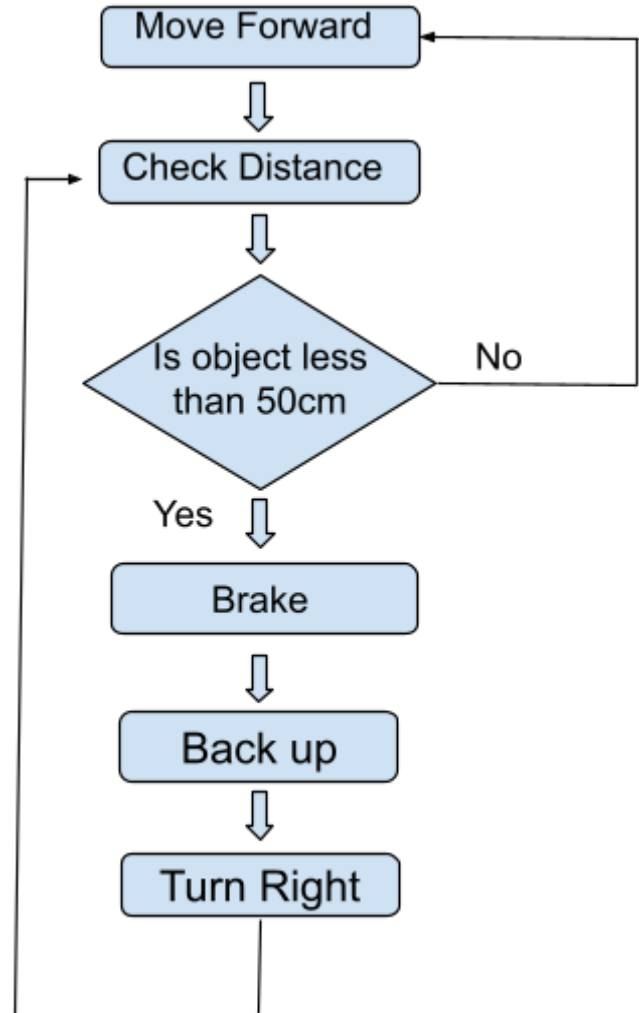 Move Forward
Check Distance
Is object less
than 50cm
No
Yes
Brake
Back up
Turn Right